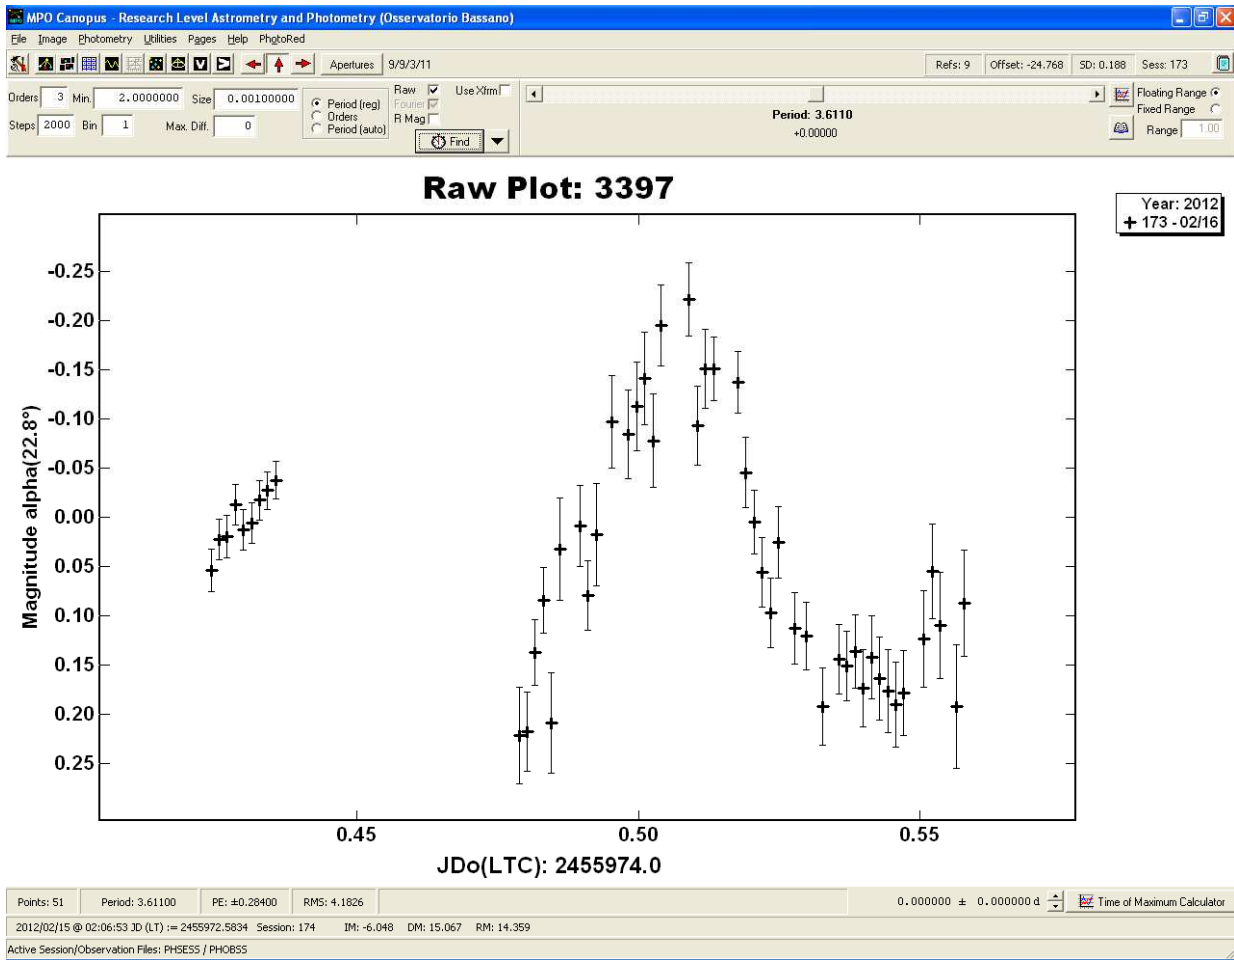 MPO Canopus - Research Level Astrometry and Photometry (Osservatorio Bassano)
File Image Photometry Utilities Pages Help PhotoRed
Apertures 9/9/3/11 Refs: 9 Offset: -24.768 SD: 0.188 Sess: 173
Orders 3 Min. 2.0000000 Size 0.00100000
Steps 2000 Bin 1 Max. Diff. 0
Period (reg)
Orders
Period (auto)
Raw UseXfrm
Fourier
R Mag
Find
Period: 3.6110
+0.00000
Floating Range
Fixed Range
Range 1.00
Raw Plot: 3397
Year: 2012
173 - 02/16
Magnitude alpha(22.8°)
-0.25
-0.20
-0.15
-0.10
-0.05
0.00
0.05
0.10
0.15
0.20
0.25
0.45 0.50 0.55
JDo(LTC): 2455974.0
Points: 51 Period: 3.61100 PE: ±0.28400 RMS: 4.1826 0.000000 ± 0.000000 d Time of Maximum Calculator
2012/02/15 @ 02:06:53 JD (LT) := 2455972.5834 Session: 174 IM: -6.048 DM: 15.067 RM: 14.359
Active Session/Observation Files: PHSESS / PHOBSS